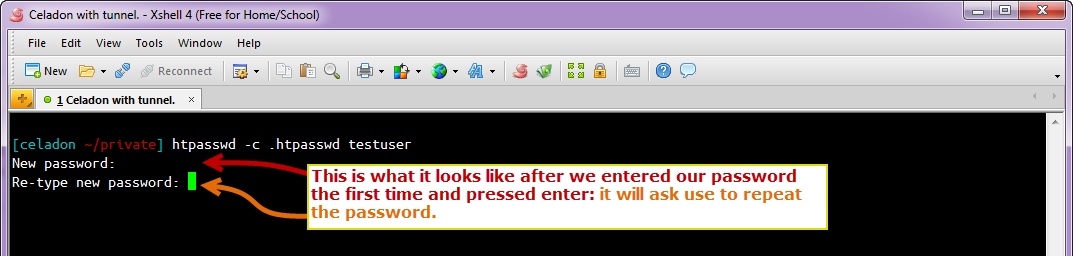 Celadon with tunnel. - Xshell 4 (Free for Home/School)
File Edit View Tools Window Help
New Reconnect
1 Celadon with tunnel.
[celadon ~/private] htpasswd -c .htpasswd testuser
New password:
Re-type new password:
This is what it looks like after we entered our password
the first time and pressed enter: it will ask use to repeat
the password.